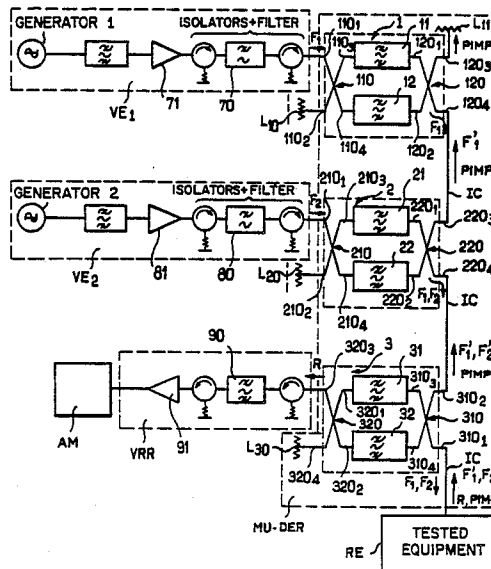 GENERATOR 1
ISOLATORS+FILTER
71
70
VE1
F1
L10
1101
1103
110
1102
1104
1
11
12
1201
1202
L11
PIMP
1203
120
1204
F1
F'1
PIMP
IC
GENERATOR 2
ISOLATORS+FILTER
81
80
VE2
F2
L20
2101
2103
210
2102
2104
2
21
22
2201
2202
2203
220
2204
F1, F2
IC
F'1, F'2
PIMP
AM
90
91
VRR
R
L30
3203
3
31
3201
320
32
3202
3204
3103
3102
310
3101
3104
IC
F1, F2
F'1, F'2
R, PIMP
MU-DER
RE
TESTED
EQUIPMENT